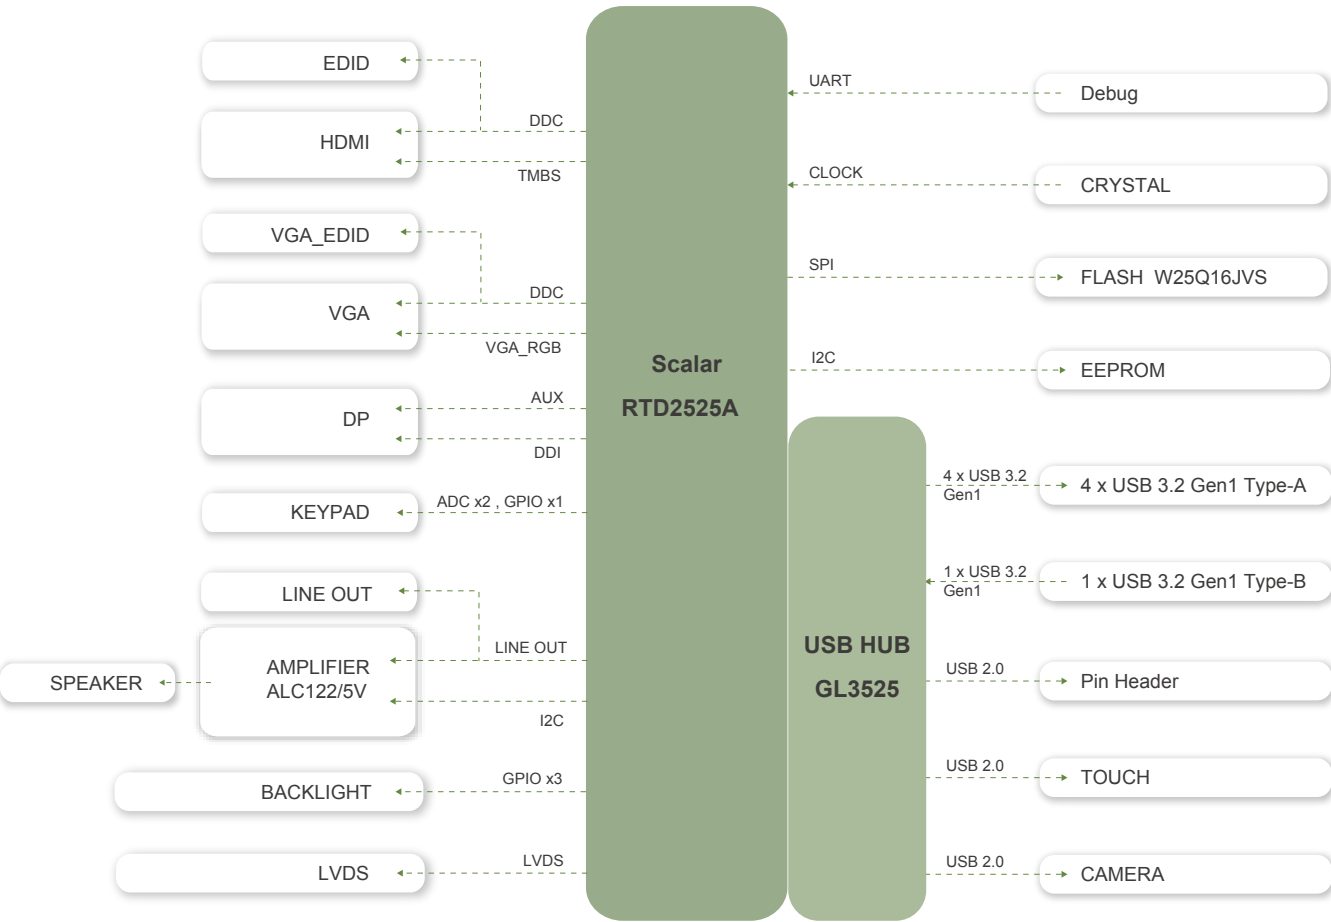 EDID
DDC
HDMI
TMBS
VGA_EDID
DDC
VGA
VGA_RGB
AUX
DP
DDI
ADC x2 , GPIO x1
KEYPAD
LINE OUT
LINE OUT
AMPLIFIER
ALC122/5V
SPEAKER
I2C
GPIO x3
BACKLIGHT
LVDS
LVDS
Scalar
RTD2525A
USB HUB
GL3525
UART
Debug
CLOCK
CRYSTAL
SPI
FLASH W25Q16JVS
I2C
EEPROM
4 x USB 3.2
Gen1
4 x USB 3.2 Gen1 Type-A
1 x USB 3.2
Gen1
1 x USB 3.2 Gen1 Type-B
USB 2.0
Pin Header
USB 2.0
TOUCH
USB 2.0
CAMERA